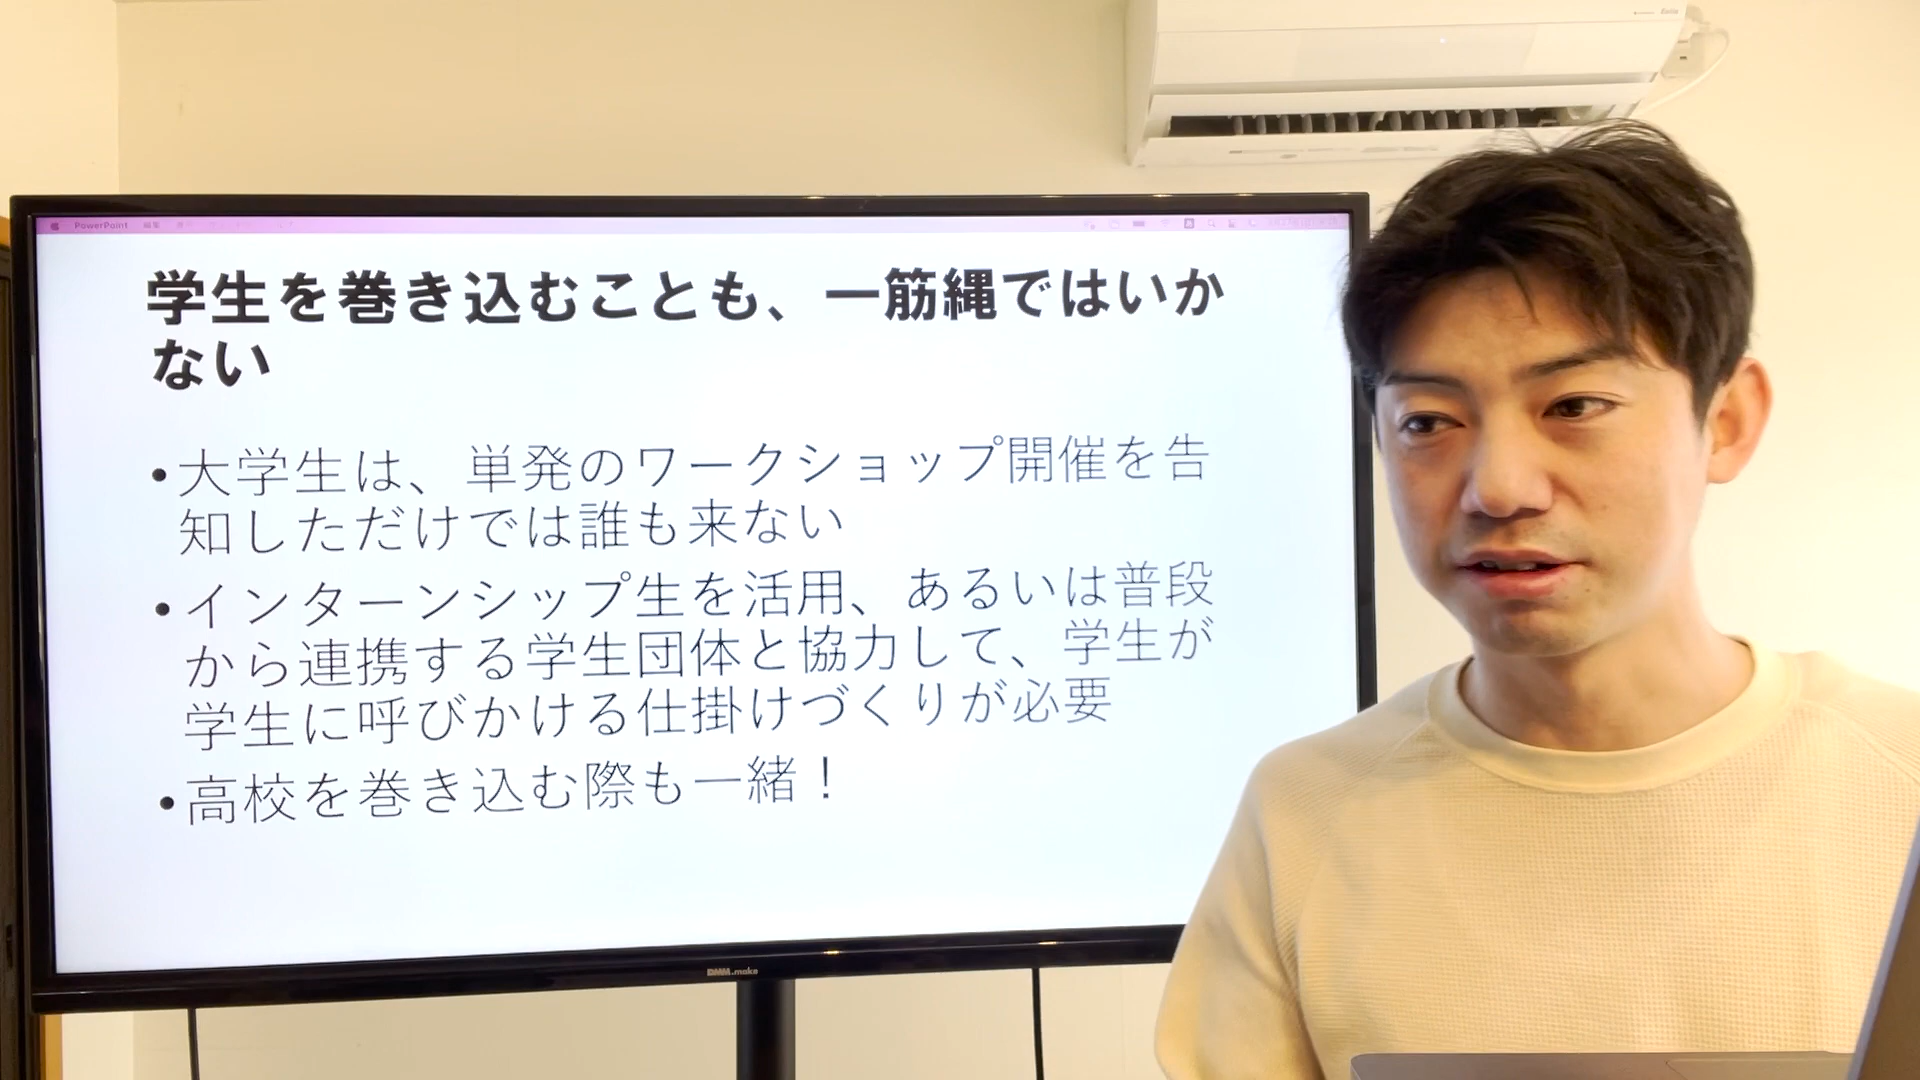 PowerPoint 編集
学生を巻き込むことも、一筋縄ではいか
ない
•大学生は、単発のワークショップ開催を告
知しただけでは誰も来ない
•インターンシップ生を活用、あるいは普段
から連携する学生団体と協力して、学生が
学生に呼びかける仕掛けづくりが必要
•高校を巻き込む際も一緒！
DMM.make